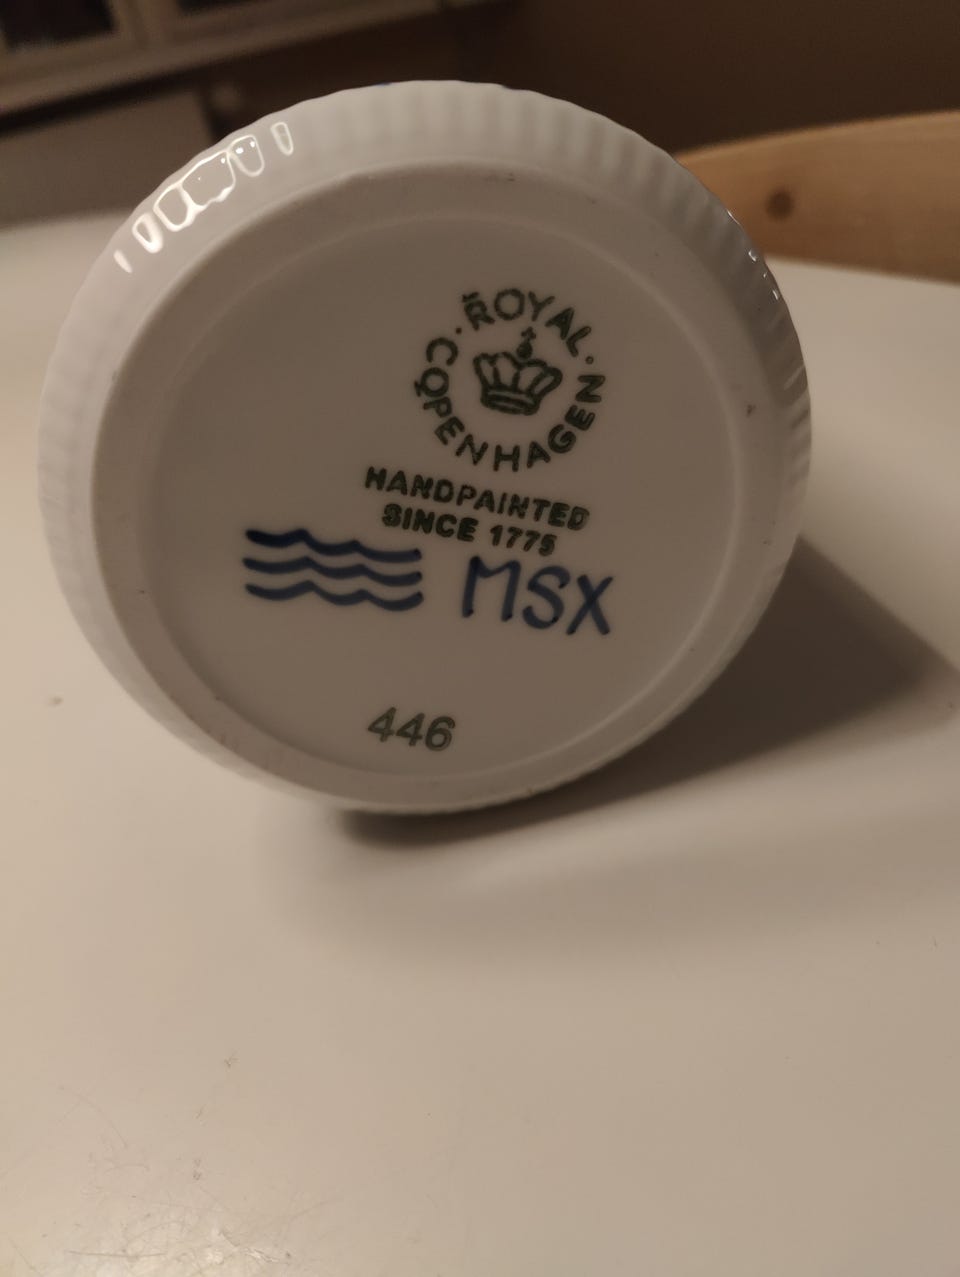 ROYAL
COPENHAGEN
HANDPAINTED
SINCE 1775
MSX
446